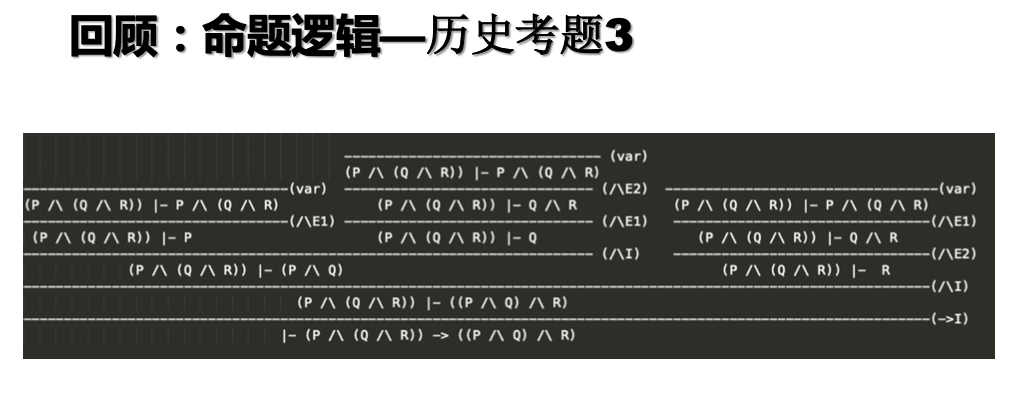 回顾：命题逻辑—历史考题3
-------------------------------- (var)
(P /\ (Q /\ R)) |- P /\ (Q /\ R)
---------------------------------(var) ------------------------------- (/\E2) ----------------------------------(var)
(P /\ (Q /\ R)) |- P /\ (Q /\ R) (P /\ (Q /\ R)) |- Q /\ R (P /\ (Q /\ R)) |- P /\ (Q /\ R)
---------------------------------(/\E1) ------------------------------- (/\E1) --------------------------------(/\E1)
(P /\ (Q /\ R)) |- P (P /\ (Q /\ R)) |- Q (P /\ (Q /\ R)) |- Q /\ R
----------------------------------------------------------------------- (/\I) --------------------------------(/\E2)
(P /\ (Q /\ R)) |- (P /\ Q) (P /\ (Q /\ R)) |- R
-----------------------------------------------------------------------------------------------------------------(/\I)
(P /\ (Q /\ R)) |- ((P /\ Q) /\ R)
-----------------------------------------------------------------------------------------------------------------(->I)
|- (P /\ (Q /\ R)) -> ((P /\ Q) /\ R)